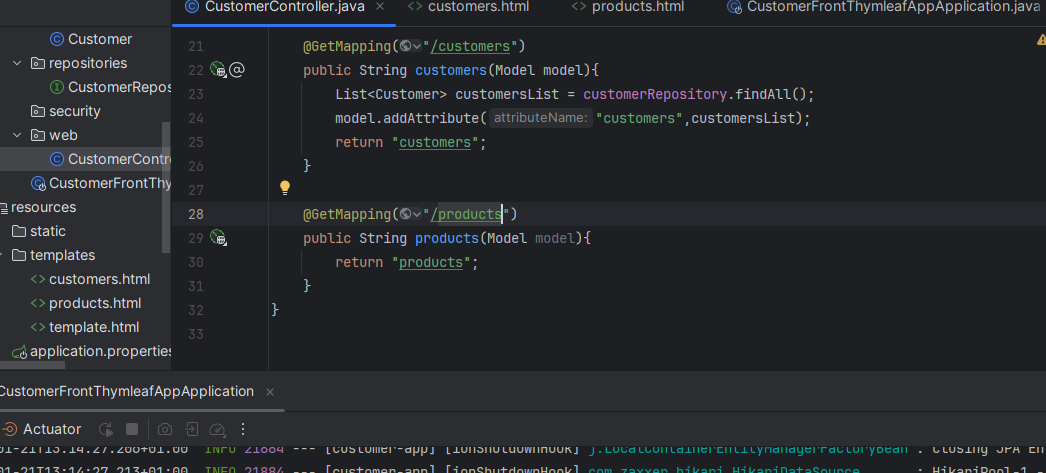 CustomerController.java
customers.html
products.html
CustomerFrontThymleafAppApplication.java
Customer
repositories
CustomerRepos
security
web
CustomerContr
CustomerFrontThy
resources
static
templates
customers.html
products.html
template.html
application.properties
21 @GetMapping("/customers")
22 public String customers(Model model){
23 List<Customer> customersList = customerRepository.findAll();
24 model.addAttribute( attributeName: "customers",customersList);
25 return "customers";
26 }
27
28 @GetMapping("/products")
29 public String products(Model model){
30 return "products";
31 }
32 }
33
CustomerFrontThymleafAppApplication
Actuator
01-21T13:14:27.208+01:00 INFO 21884 --- [customer-app] [ionShutdownHook] j.LocalContainerEntityManagerFactoryBean : Closing JPA En
01-21T13:14:27.213+01:00 INFO 21884 --- [customer-app] [ionShutdownHook] com.zaxxer.hikari.HikariDataSource : HikariPool-1